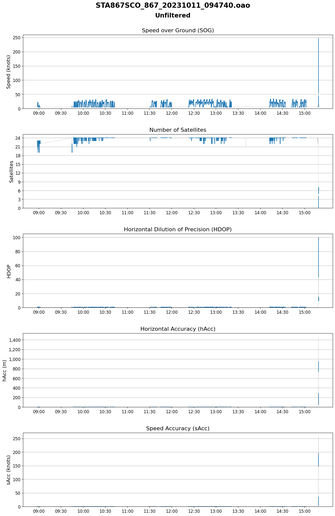 STA867SCO_867_20231011_094740.oao
Unfiltered
Speed over Ground (SOG)
Speed (knots)
250
200
150
100
50
0
09:00 09:30 10:00 10:30 11:00 11:30 12:00 12:30 13:00 13:30 14:00 14:30 15:00 15:30
Number of Satellites
Satellites
24
21
18
15
12
9
6
3
0
09:00 09:30 10:00 10:30 11:00 11:30 12:00 12:30 13:00 13:30 14:00 14:30 15:00 15:30
Horizontal Dilution of Precision (HDOP)
HDOP
100
80
60
40
20
0
09:00 09:30 10:00 10:30 11:00 11:30 12:00 12:30 13:00 13:30 14:00 14:30 15:00 15:30
Horizontal Accuracy (hAcc)
hAcc (m)
1,400
1,200
1,000
800
600
400
200
0
09:00 09:30 10:00 10:30 11:00 11:30 12:00 12:30 13:00 13:30 14:00 14:30 15:00 15:30
Speed Accuracy (sAcc)
sAcc (knots)
250
200
150
100
50
0
09:00 09:30 10:00 10:30 11:00 11:30 12:00 12:30 13:00 13:30 14:00 14:30 15:00 15:30